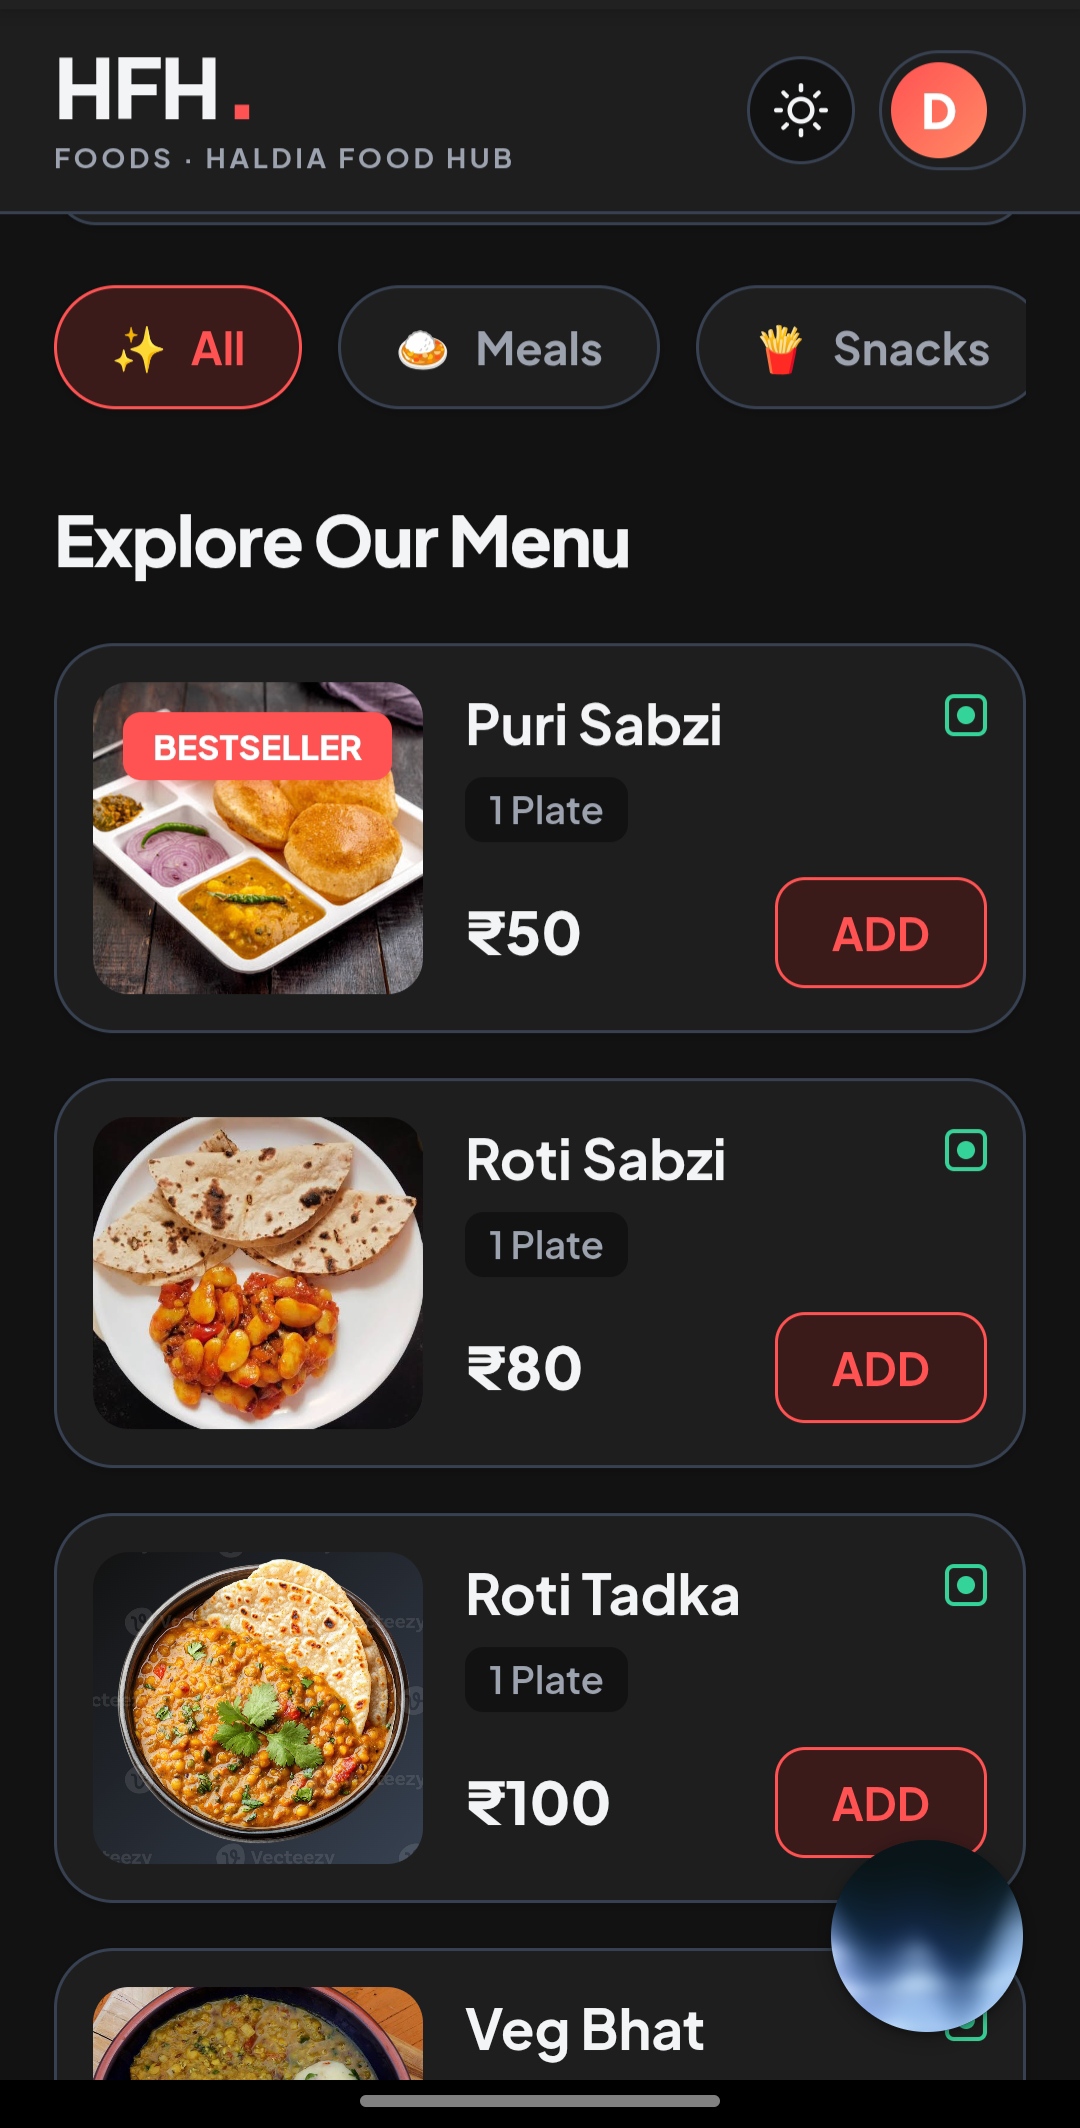 HFH.
FOODS · HALDIA FOOD HUB
D
✨ All
🍛 Meals
🍟 Snacks
Explore Our Menu
BESTSELLER
Puri Sabzi
1 Plate
₹50
ADD
Roti Sabzi
1 Plate
₹80
ADD
Roti Tadka
1 Plate
₹100
ADD
Vecteezy
Veg Bhat